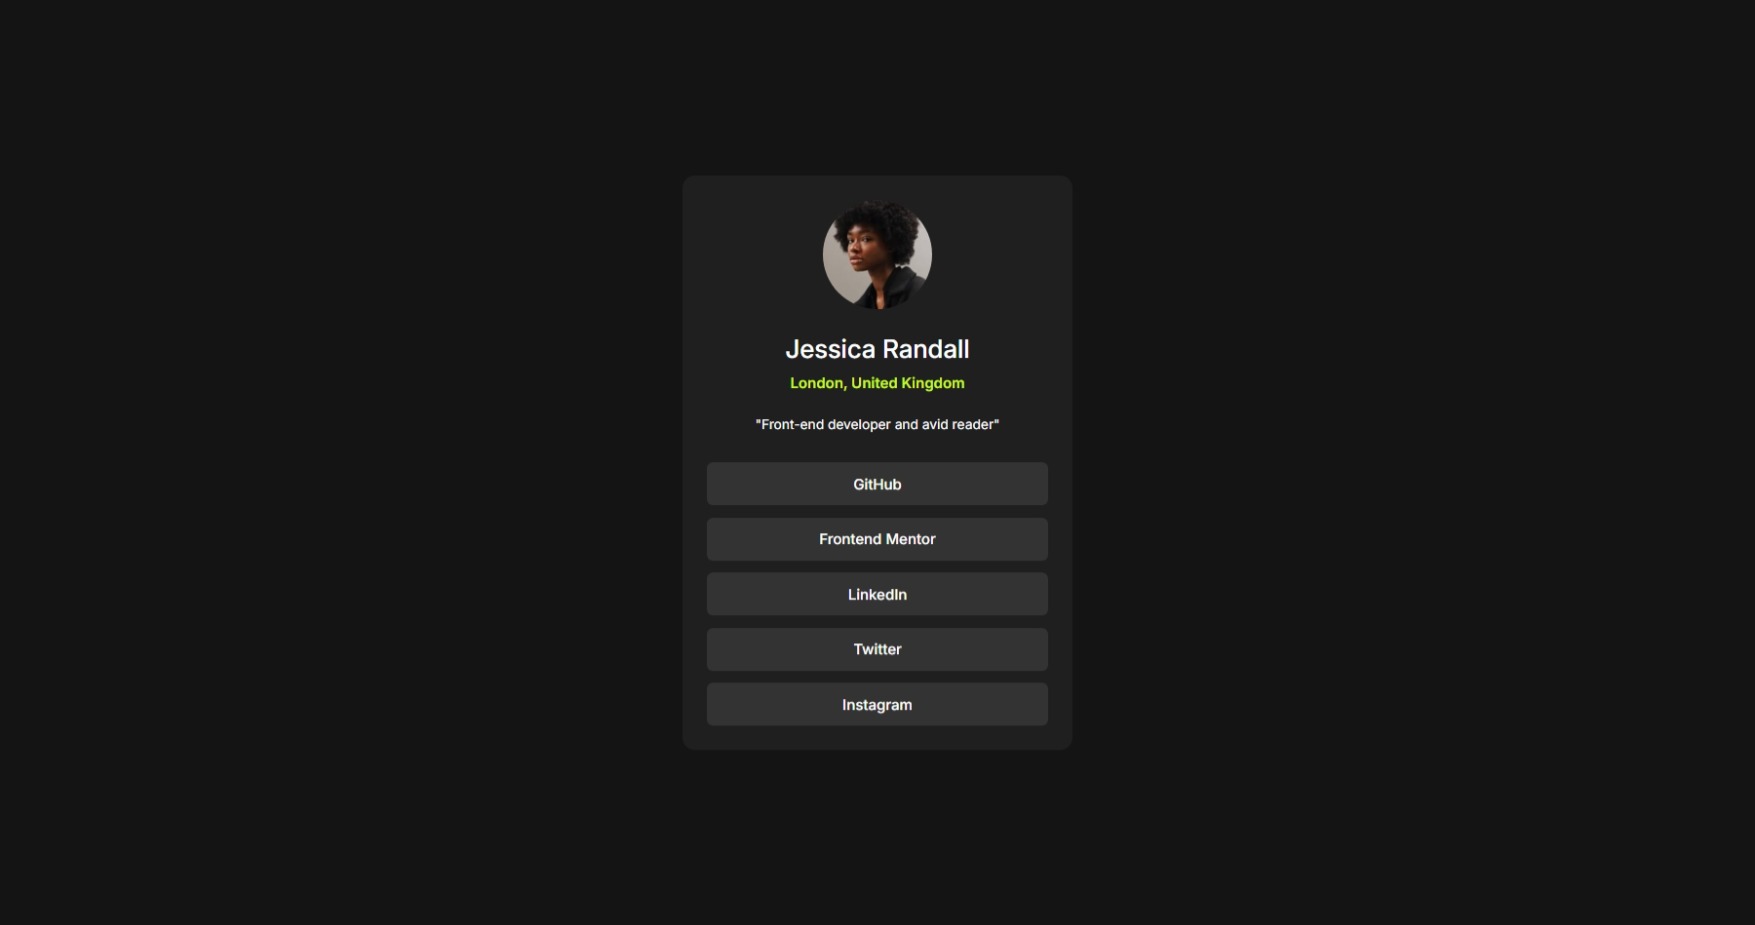 Jessica Randall
London, United Kingdom
"Front-end developer and avid reader"
GitHub
Frontend Mentor
LinkedIn
Twitter
Instagram